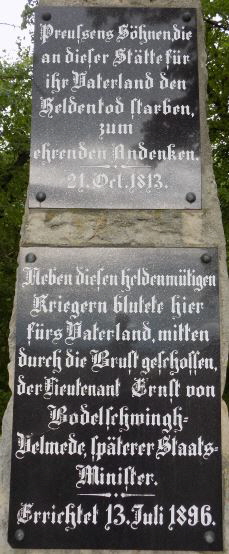 Preussens Söhnen, die
an dieser Stätte für
ihr Vaterland den
Heldentod starben,
zum
ehrenden Andenken.
21. Oct. 1813.
Neben diesen heldenmütigen
Kriegern blutete hier
fürs Vaterland, mitten
durch die Brust geschossen,
der Lieutenant Ernst von
Bodelschwingh-
Velmede, späterer Staats-
Minister.
Errichtet 13. Juli 1896.